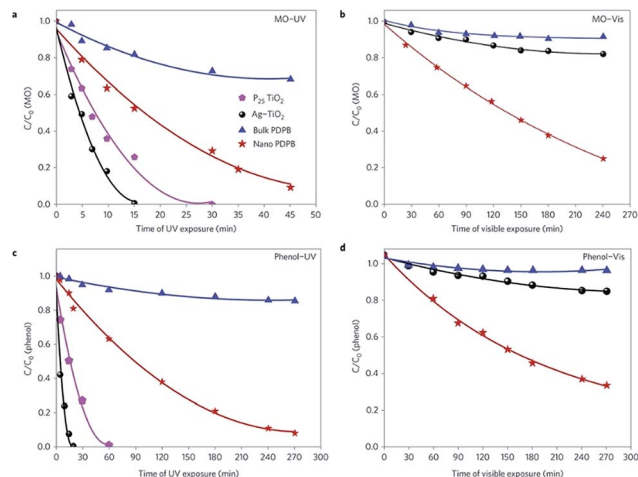 a
MO–UV
1.0
0.8
0.6
0.4
0.2
0.0
C/C₀ (MO)
P₂₅ TiO₂
Ag–TiO₂
Bulk PDPB
Nano PDPB
0 5 10 15 20 25 30 35 40 45 50
Time of UV exposure (min)
b
MO–Vis
1.0
0.8
0.6
0.4
0.2
0.0
C/C₀ (MO)
0 30 60 90 120 150 180 210 240 270
Time of visible exposure (min)
c
Phenol–UV
1.0
0.8
0.6
0.4
0.2
0.0
C/C₀ (phenol)
0 30 60 90 120 150 180 210 240 270 300
Time of UV exposure (min)
d
Phenol–Vis
1.0
0.8
0.6
0.4
0.2
0.0
C/C₀ (phenol)
0 30 60 90 120 150 180 210 240 270 300
Time of visible exposure (min)